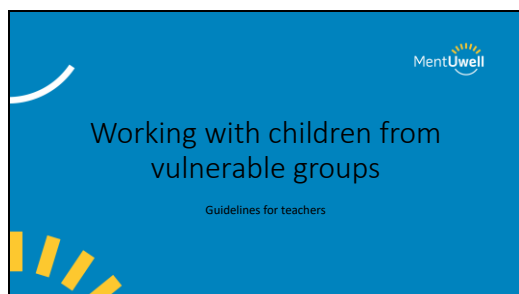 MentUwell
Working with children from
vulnerable groups
Guidelines for teachers